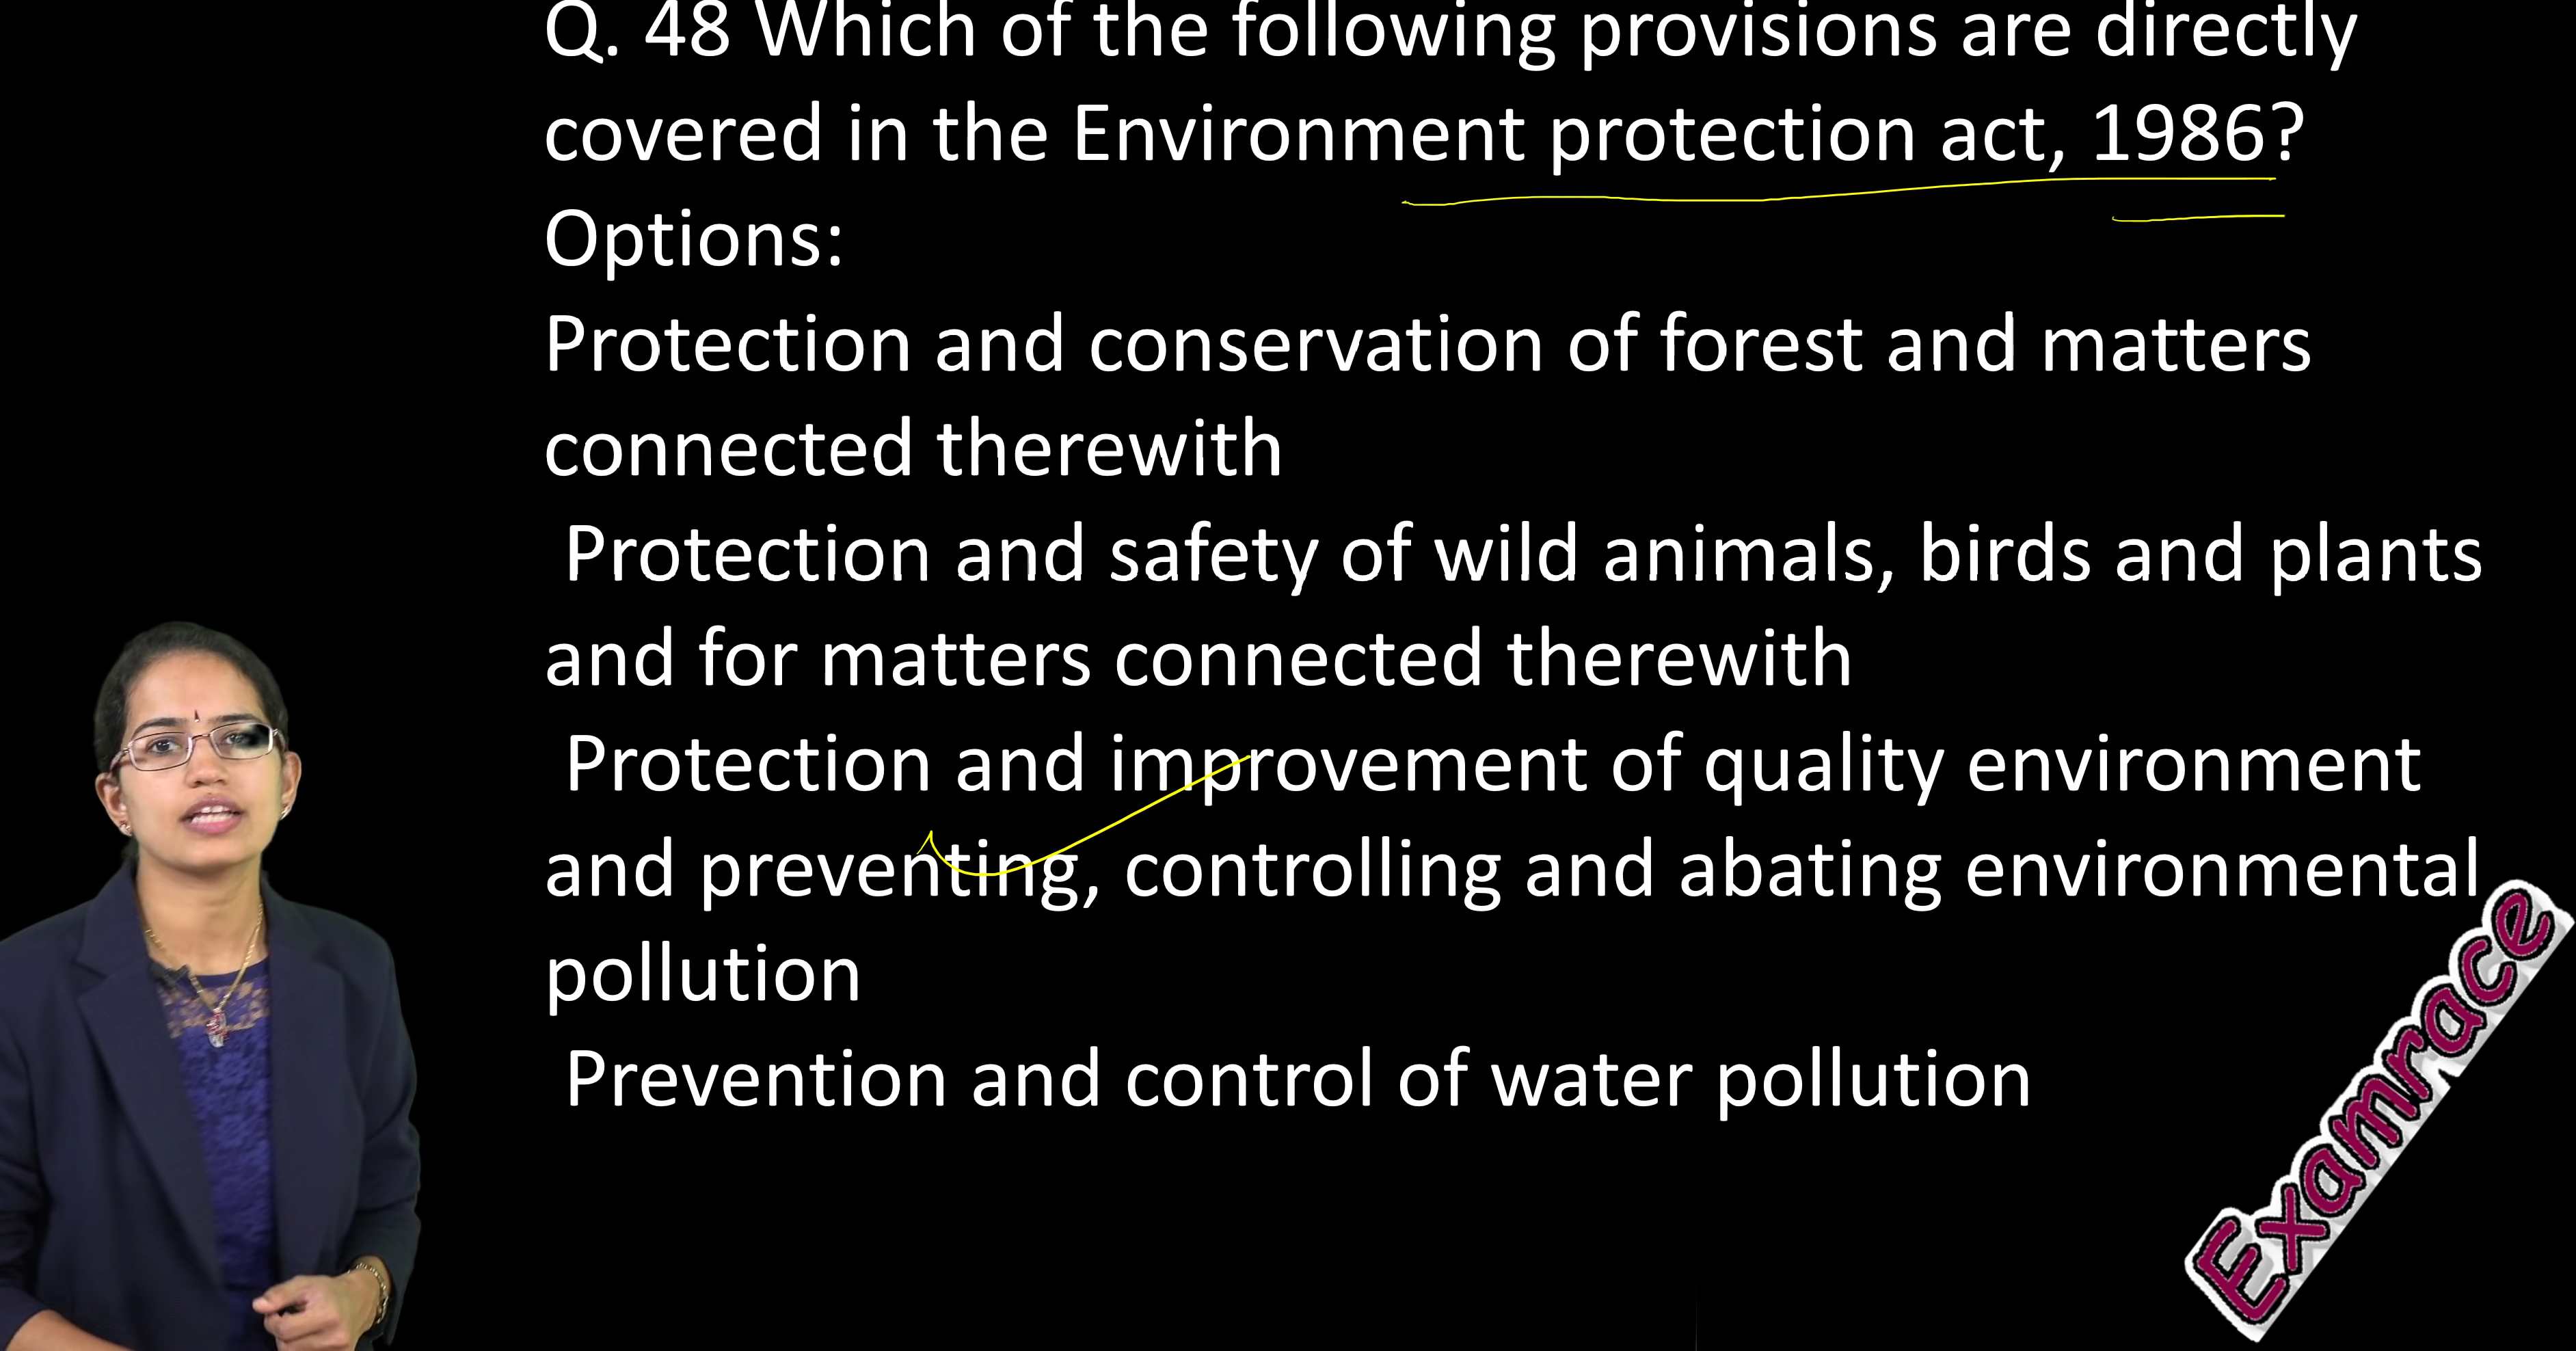 Q. 48 Which of the following provisions are directly
covered in the Environment protection act, 1986?
Options:
Protection and conservation of forest and matters
connected therewith
Protection and safety of wild animals, birds and plants
and for matters connected therewith
Protection and improvement of quality environment
and preventing, controlling and abating environmental
pollution
Prevention and control of water pollution
Examrace